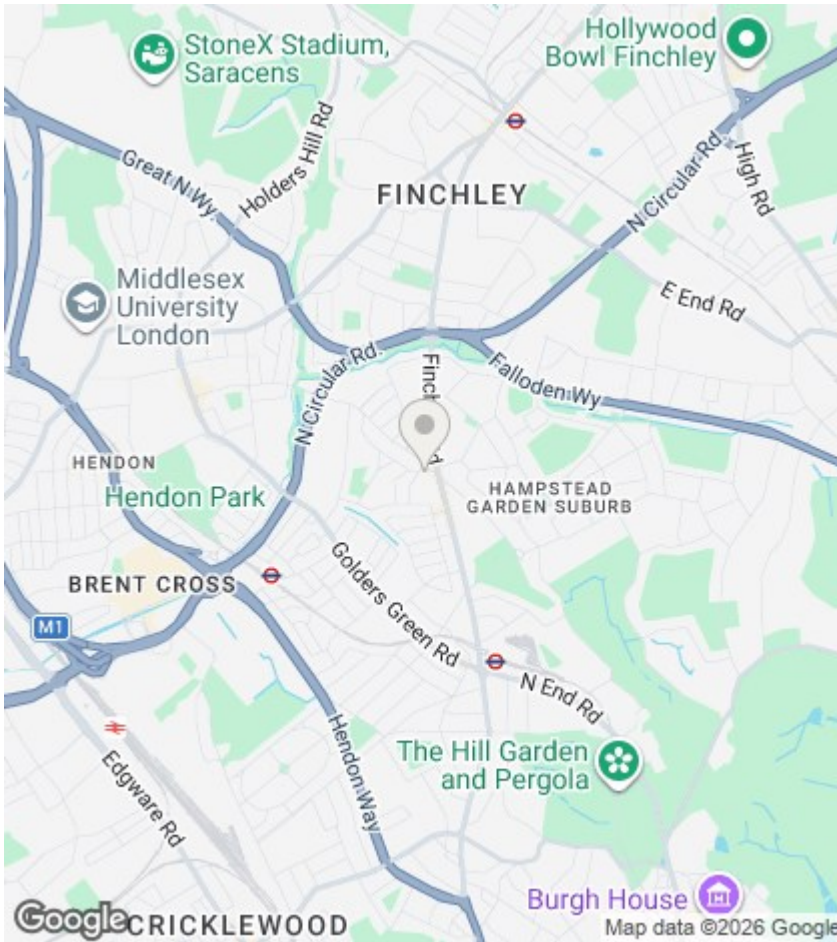 Hollywood
Bowl Finchley
StoneX Stadium,
Saracens
Holders Hill Rd
Great N Wy.
FINCHLEY
N Circular Rd.
High Rd
Middlesex
University
London
E End Rd
N Circular Rd.
Falloden Wy
HENDON
Hendon Park
HAMPSTEAD
GARDEN SUBURB
BRENT CROSS
Golders Green Rd
M1
N End Rd
Hendon Way
The Hill Garden
and Pergola
Edgware Rd
Burgh House
Google
CRICKLEWOOD
Map data ©2026 Google